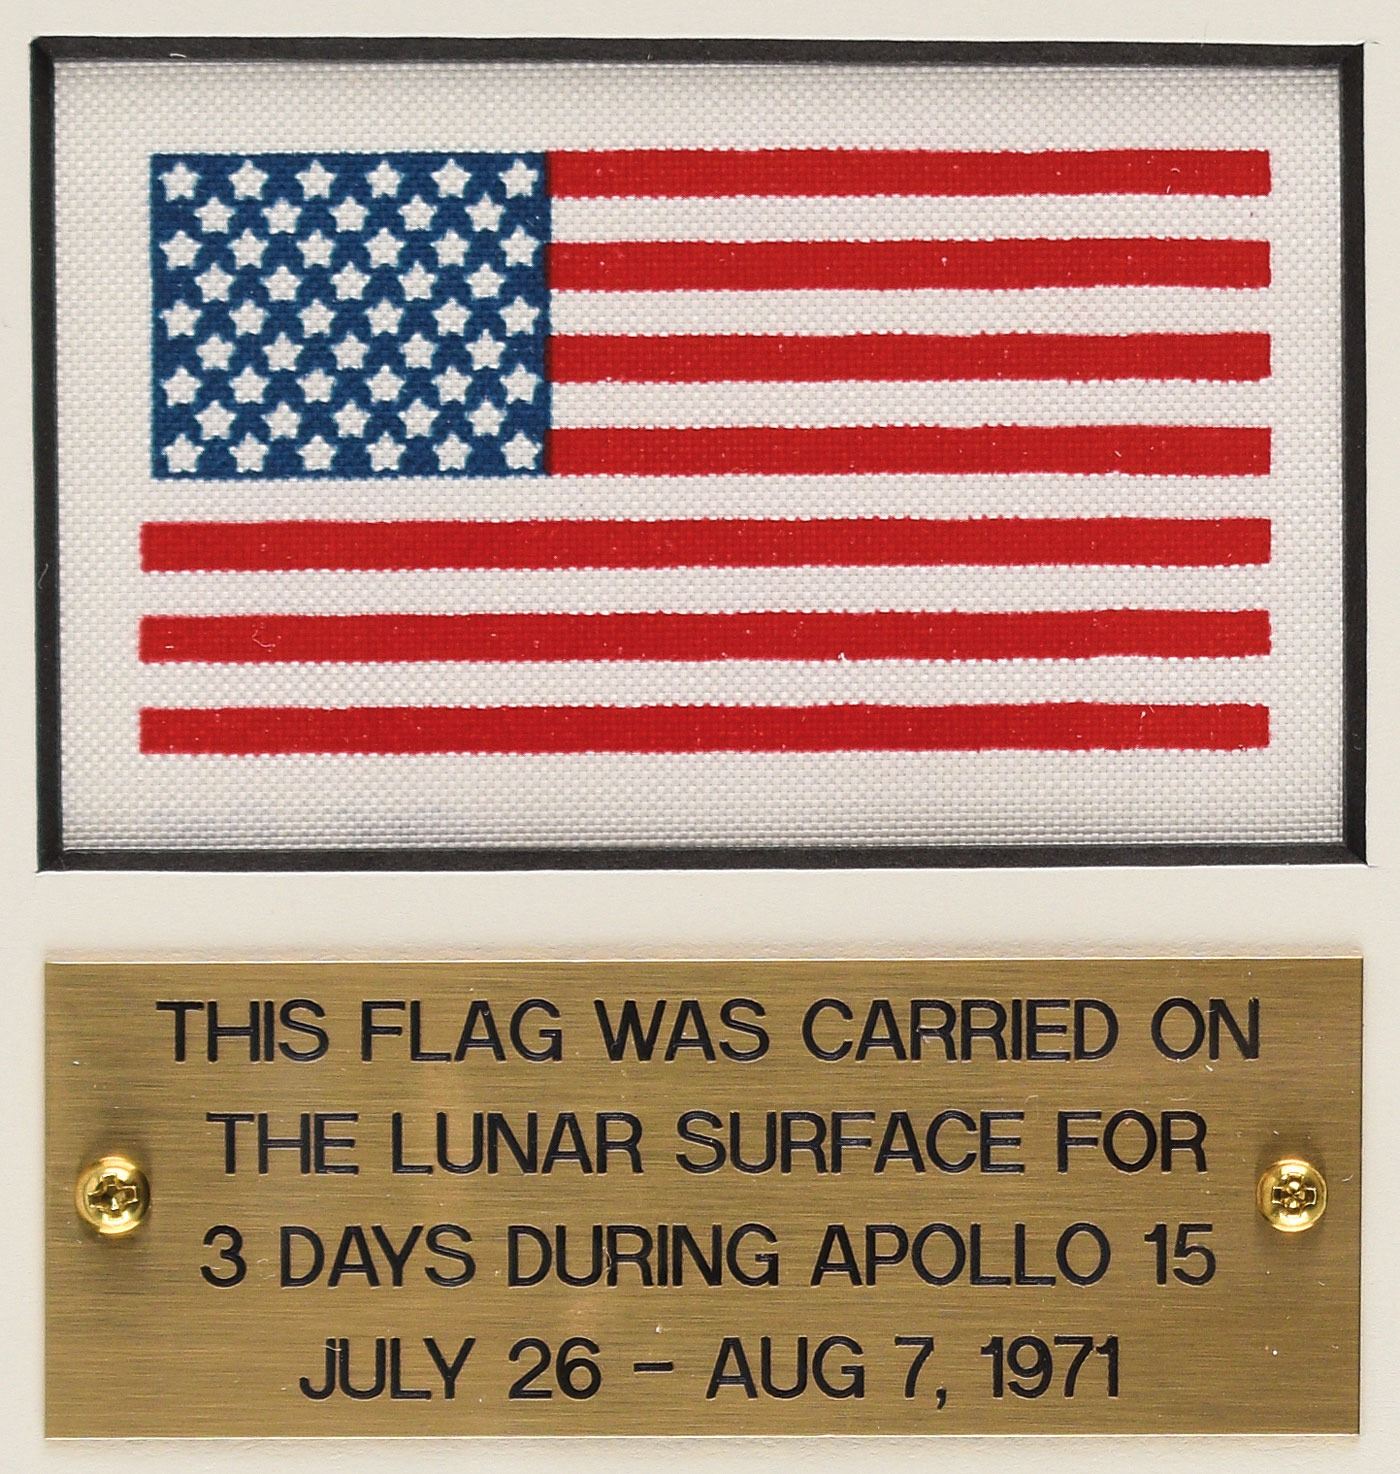 THIS FLAG WAS CARRIED ON
THE LUNAR SURFACE FOR
3 DAYS DURING APOLLO 15
JULY 26 - AUG 7, 1971